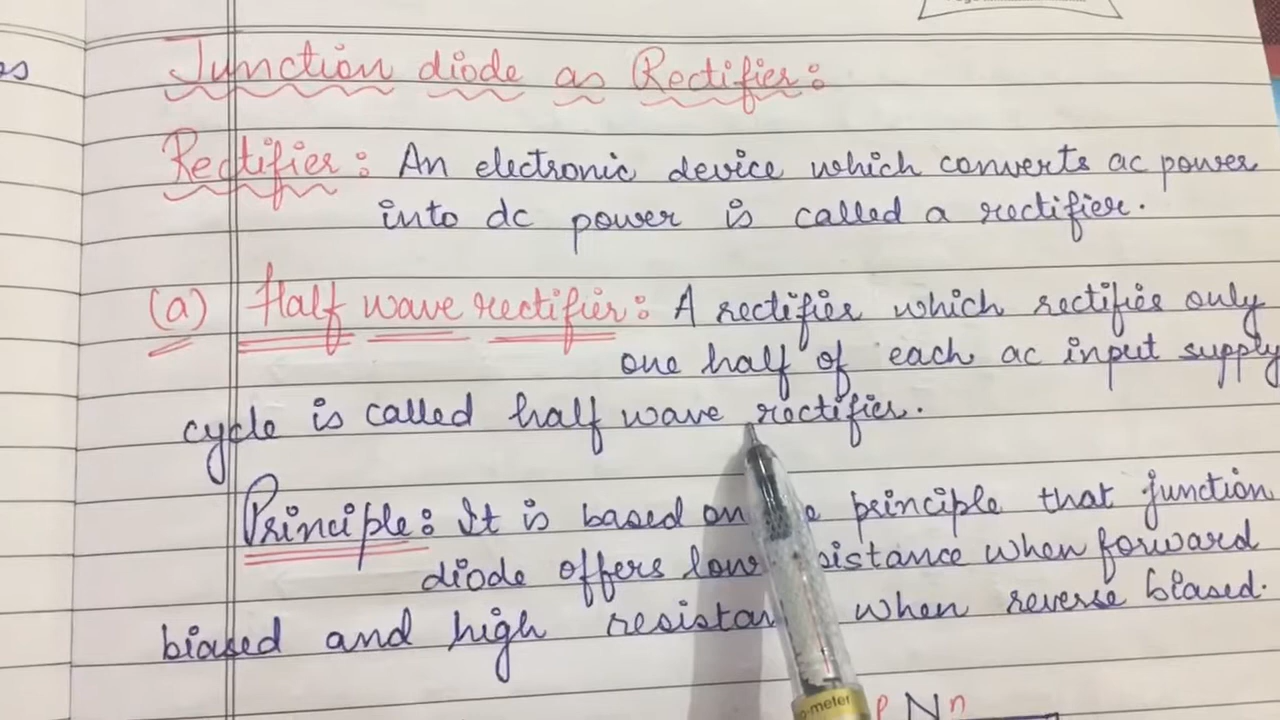 es
Junction diode as Rectifier:
Rectifier: An electronic device which converts ac power
into dc power is called a rectifier.
(a) Half wave rectifier: A rectifier which rectifies only
one half of each ac input supply
cycle is called half wave rectifier.
Principle: It is based on principle that junction
diode offers low when forward
biased and high when reverse biased.
o-meter
P N n